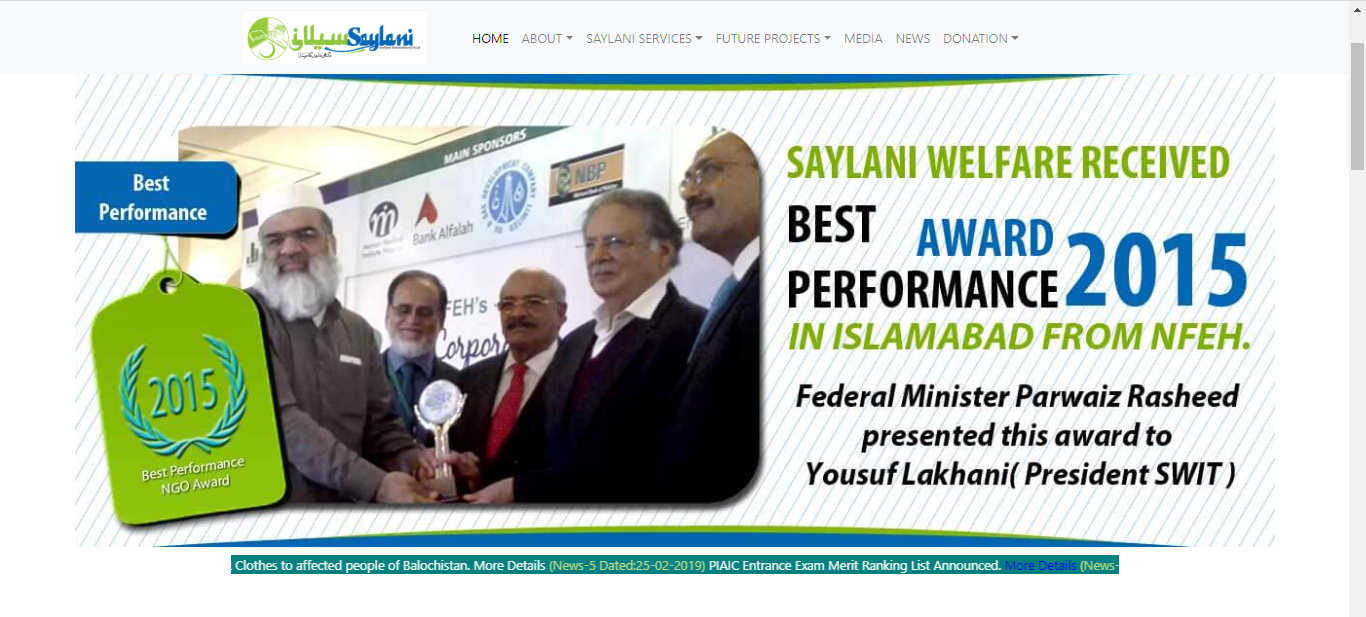 سیلانی Saylani
HOME ABOUT SAYLANI SERVICES FUTURE PROJECTS MEDIA NEWS DONATION
MAIN SPONSORS
Best
Performance
NBP
Bank Alfalah
FEH's
Corpora
2015
Best Performance
NGO Award
SAYLANI WELFARE RECEIVED
BEST AWARD
PERFORMANCE 2015
IN ISLAMABAD FROM NFEH.
Federal Minister Parwaiz Rasheed
presented this award to
Yousuf Lakhani( President SWIT )
Clothes to affected people of Balochistan. More Details (News-5 Dated:25-02-2019) PIAIC Entrance Exam Merit Ranking List Announced. More Details (News-